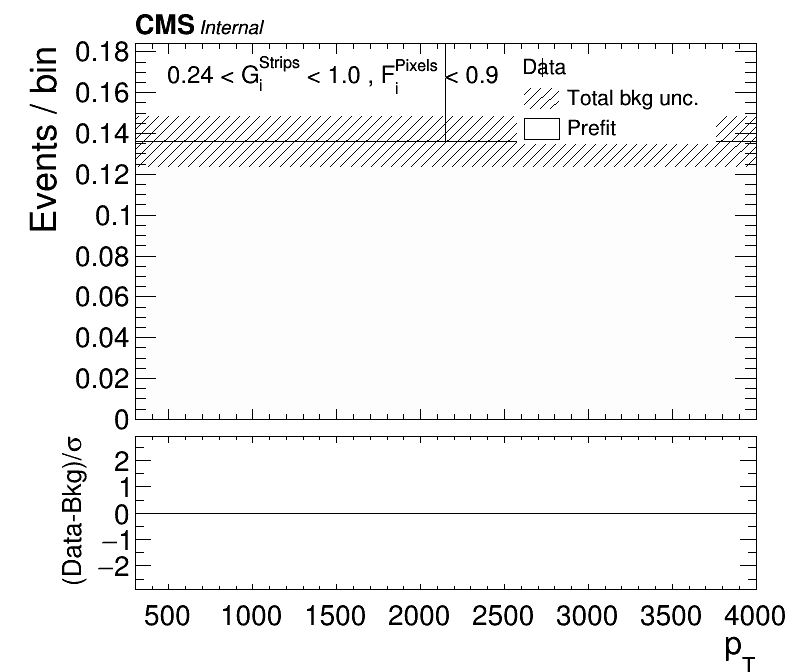 CMS Internal
0.24 < G_i^Strips < 1.0 , F_i^Pixels < 0.9
Data
Total bkg unc.
Prefit
Events / bin
0.18
0.16
0.14
0.12
0.1
0.08
0.06
0.04
0.02
0
(Data-Bkg)/σ
2
1
0
−1
−2
500 1000 1500 2000 2500 3000 3500 4000
p_T